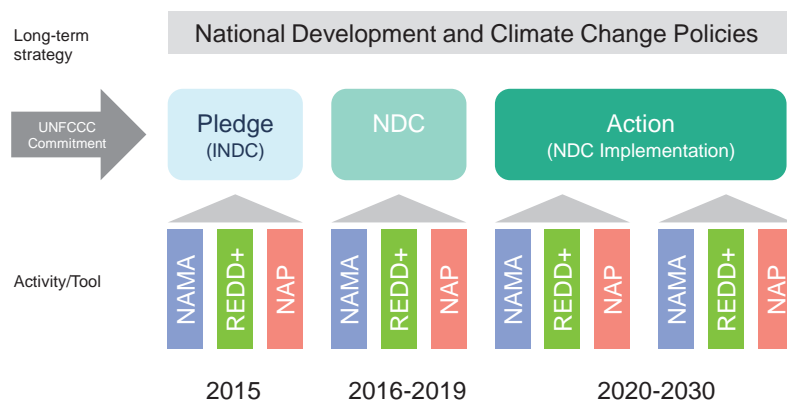 Long-term
strategy
National Development and Climate Change Policies
UNFCCC
Commitment
Pledge
(INDC)
NDC
Action
(NDC Implementation)
Activity/Tool
NAMA
REDD+
NAP
NAMA
REDD+
NAP
NAMA
REDD+
NAP
NAMA
REDD+
NAP
2015
2016-2019
2020-2030